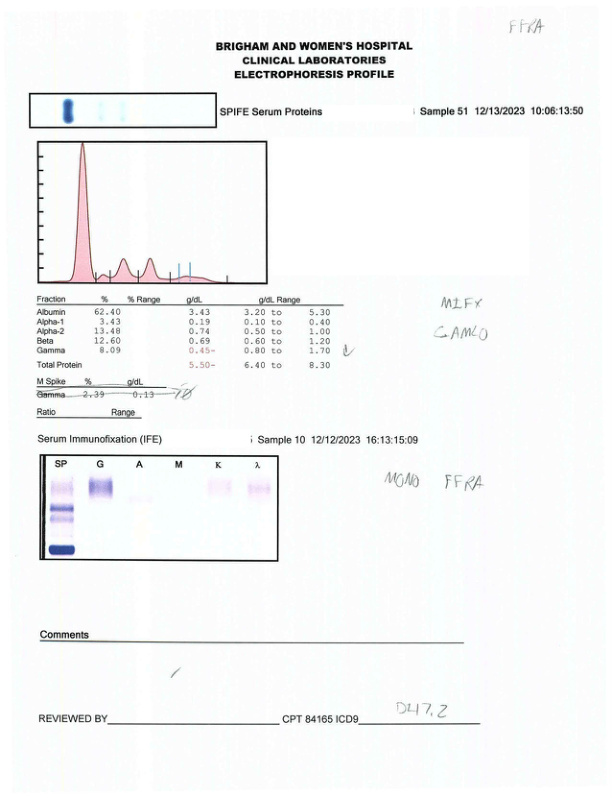 FFRA
BRIGHAM AND WOMEN'S HOSPITAL
CLINICAL LABORATORIES
ELECTROPHORESIS PROFILE
SPIFE Serum Proteins Sample 51 12/13/2023 10:06:13:50
Fraction % % Range g/dL g/dL Range
Albumin 62.40 3.43 3.20 to 5.30
Alpha-1 3.43 0.19 0.10 to 0.40
Alpha-2 13.48 0.74 0.50 to 1.00
Beta 12.60 0.69 0.60 to 1.20
Gamma 8.09 0.45- 0.80 to 1.70 ↓
Total Protein 5.50- 6.40 to 8.30
MIFX
GAMLO
M Spike % g/dL
Gamma 2.39 0.13
Ratio Range
Serum Immunofixation (IFE) Sample 10 12/12/2023 16:13:15:09
SP G A M K λ
MONO FFRA
Comments
REVIEWED BY CPT 84165 ICD9 D47.2